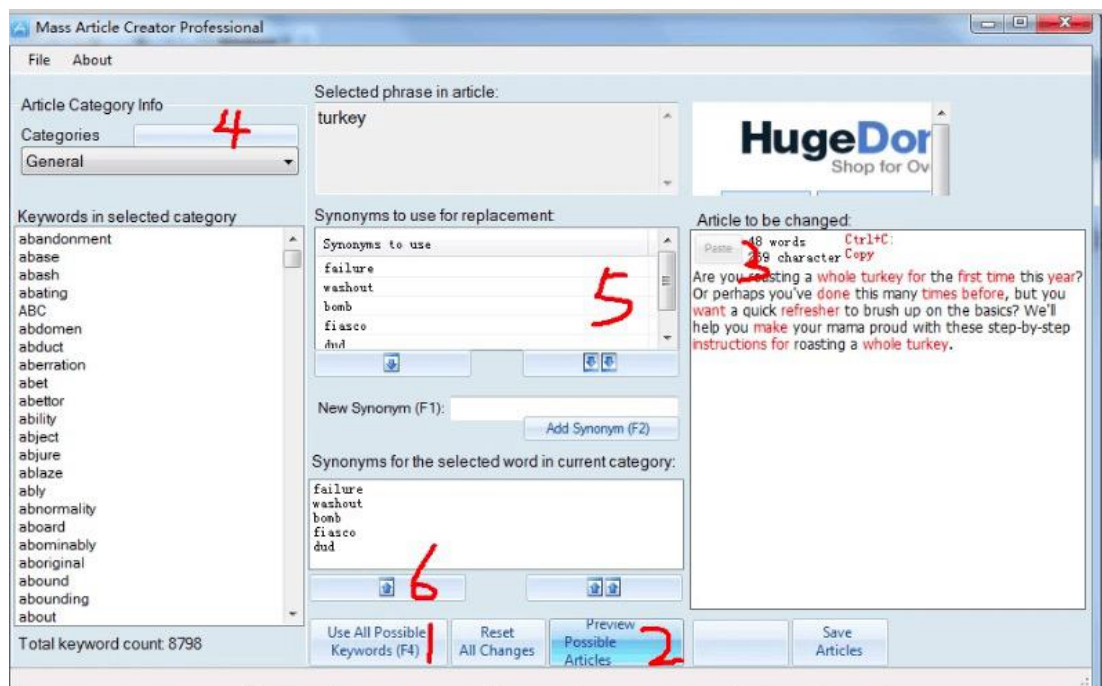 Mass Article Creator Professional
File About
Article Category Info
Categories
4
General
Keywords in selected category
abandonment
abase
abash
abating
ABC
abdomen
abduct
aberration
abet
abettor
ability
abject
abjure
ablaze
ably
abnormality
aboard
abominably
aboriginal
abound
abounding
about
Total keyword count: 8798
Selected phrase in article:
turkey
Synonyms to use for replacement:
Synonyms to use
failure
washout
bomb
fiasco
dud
5
New Synonym (F1):
Add Synonym (F2)
Synonyms for the selected word in current category:
failure
washout
bomb
fiasco
dud
6
Use All Possible
Keywords (F4)
1
Reset
All Changes
Preview
Possible
Articles
2
Save
Articles
HugeDor
Shop for Ov
Article to be changed:
Paste
48 words
character
Ctrl+C:
Copy
3
Are you roasting a whole turkey for the first time this year?
Or perhaps you've done this many times before, but you
want a quick refresher to brush up on the basics? We'll
help you make your mama proud with these step-by-step
instructions for roasting a whole turkey.